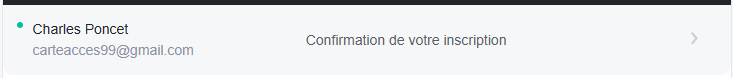 Charles Poncet
carteacces99@gmail.com
Confirmation de votre inscription